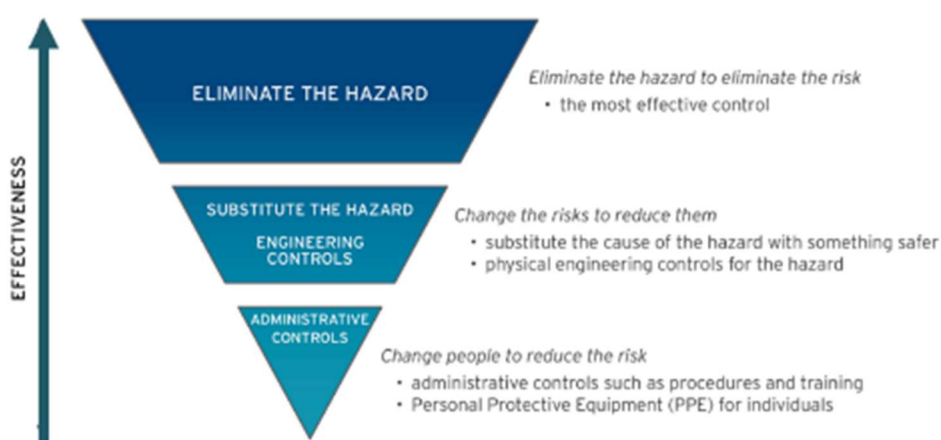 EFFECTIVENESS
ELIMINATE THE HAZARD
Eliminate the hazard to eliminate the risk
• the most effective control
SUBSTITUTE THE HAZARD
ENGINEERING
CONTROLS
Change the risks to reduce them
• substitute the cause of the hazard with something safer
• physical engineering controls for the hazard
ADMINISTRATIVE
CONTROLS
Change people to reduce the risk
• administrative controls such as procedures and training
• Personal Protective Equipment (PPE) for individuals